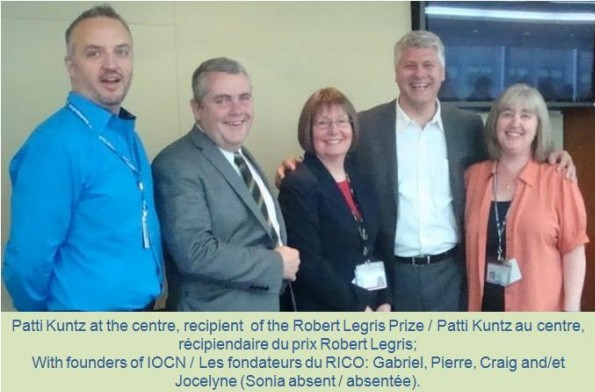 Patti Kuntz at the centre, recipient of the Robert Legris Prize / Patti Kuntz au centre,
récipiendaire du prix Robert Legris;
With founders of IOCN / Les fondateurs du RICO: Gabriel, Pierre, Craig and/et
Jocelyne (Sonia absent / absentée).